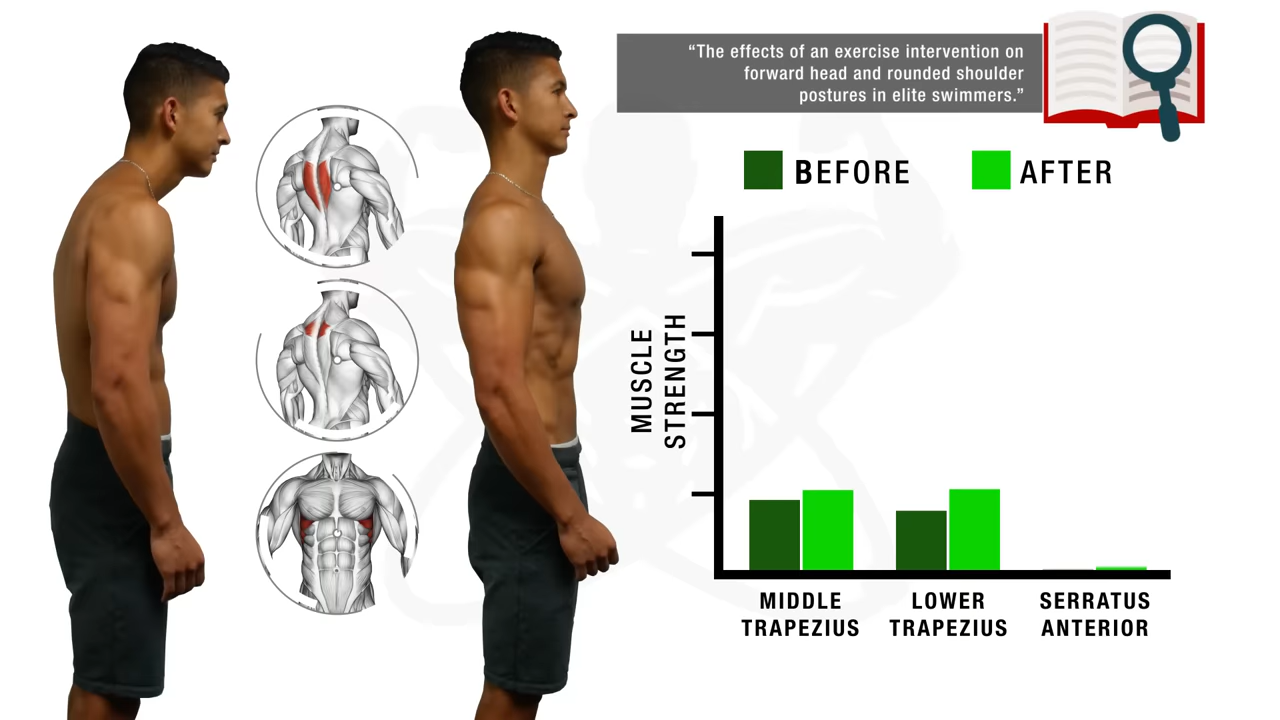 “The effects of an exercise intervention on
forward head and rounded shoulder
postures in elite swimmers.”
BEFORE
AFTER
MUSCLE
STRENGTH
MIDDLE
TRAPEZIUS
LOWER
TRAPEZIUS
SERRATUS
ANTERIOR